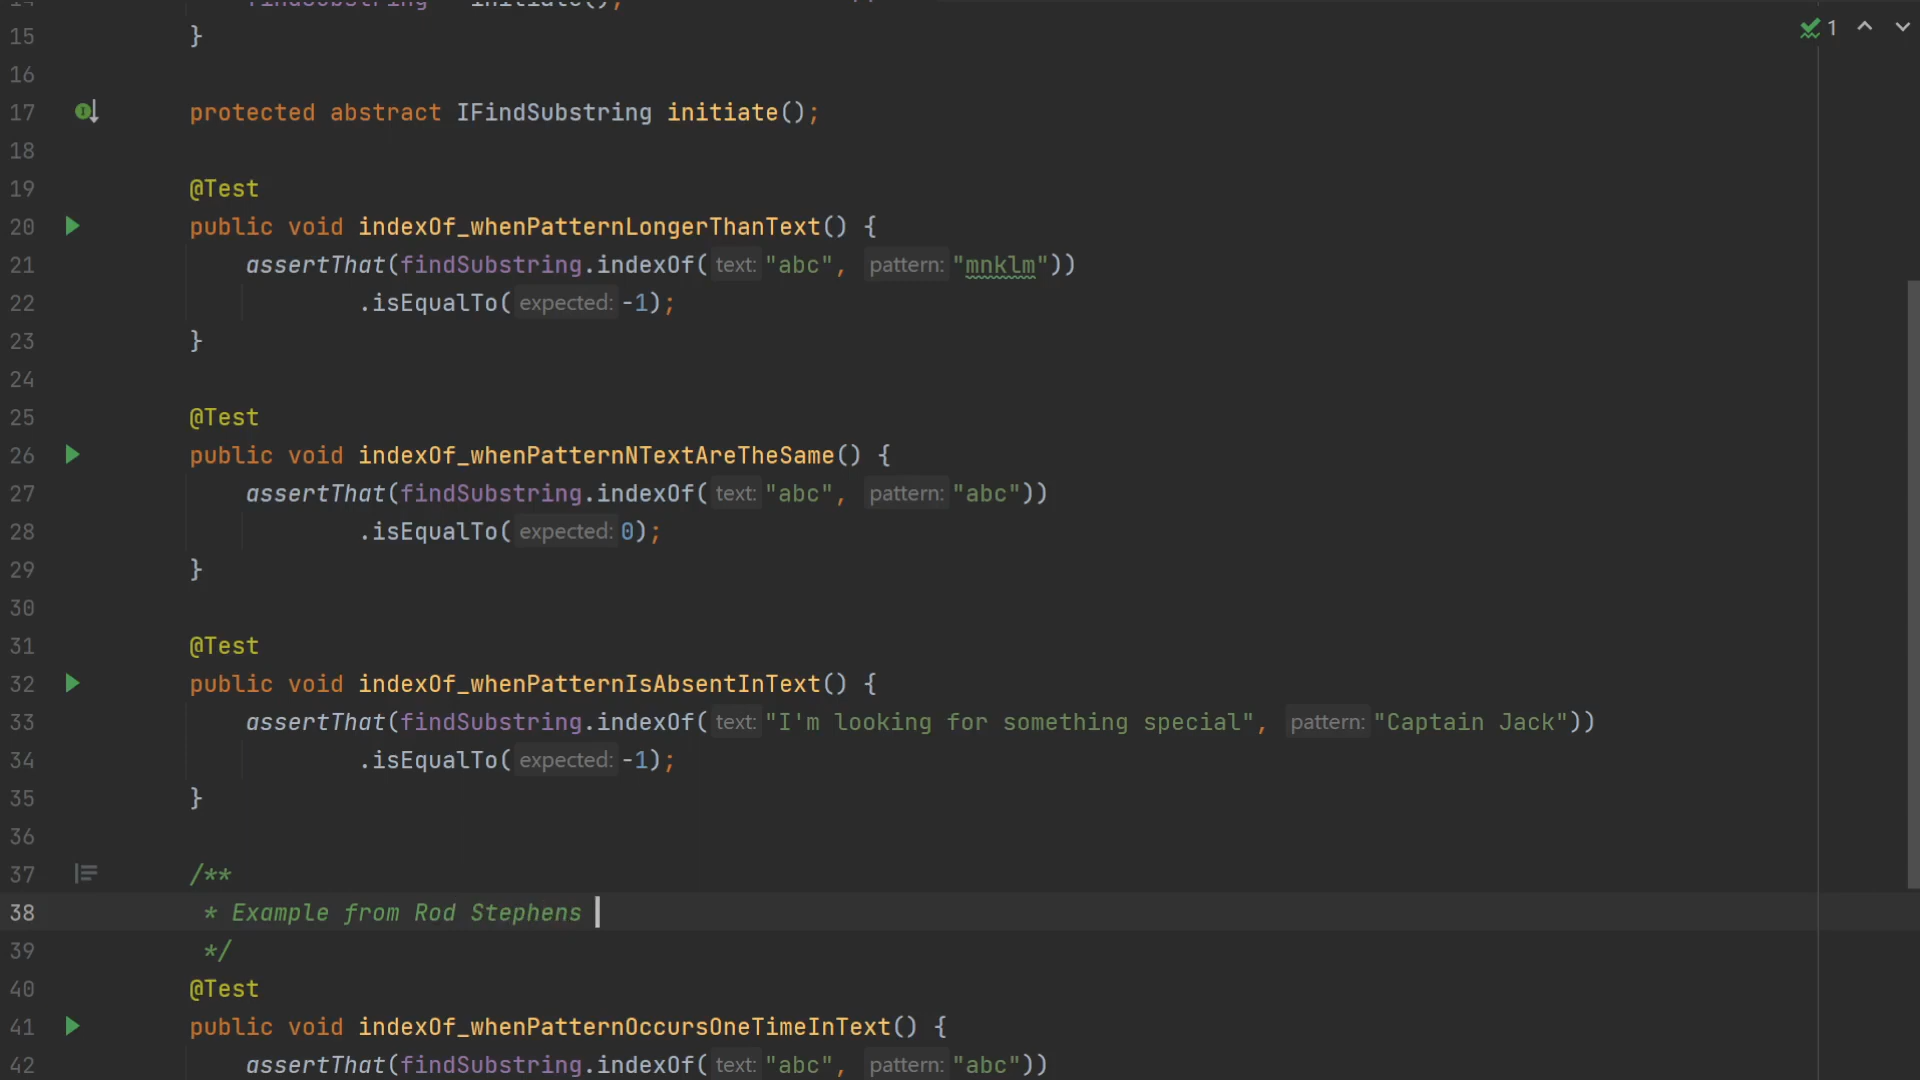 14 findSubstring = initiate();
15 }
16
17 protected abstract IFindSubstring initiate();
18
19 @Test
20 public void indexOf_whenPatternLongerThanText() {
21 assertThat(findSubstring.indexOf( text: "abc", pattern: "mnklm"))
22 .isEqualTo( expected: -1);
23 }
24
25 @Test
26 public void indexOf_whenPatternNTextAreTheSame() {
27 assertThat(findSubstring.indexOf( text: "abc", pattern: "abc"))
28 .isEqualTo( expected: 0);
29 }
30
31 @Test
32 public void indexOf_whenPatternIsAbsentInText() {
33 assertThat(findSubstring.indexOf( text: "I'm looking for something special", pattern: "Captain Jack"))
34 .isEqualTo( expected: -1);
35 }
36
37 /**
38 * Example from Rod Stephens
39 */
40 @Test
41 public void indexOf_whenPatternOccursOneTimeInText() {
42 assertThat(findSubstring.indexOf( text: "abc", pattern: "abc"))
1